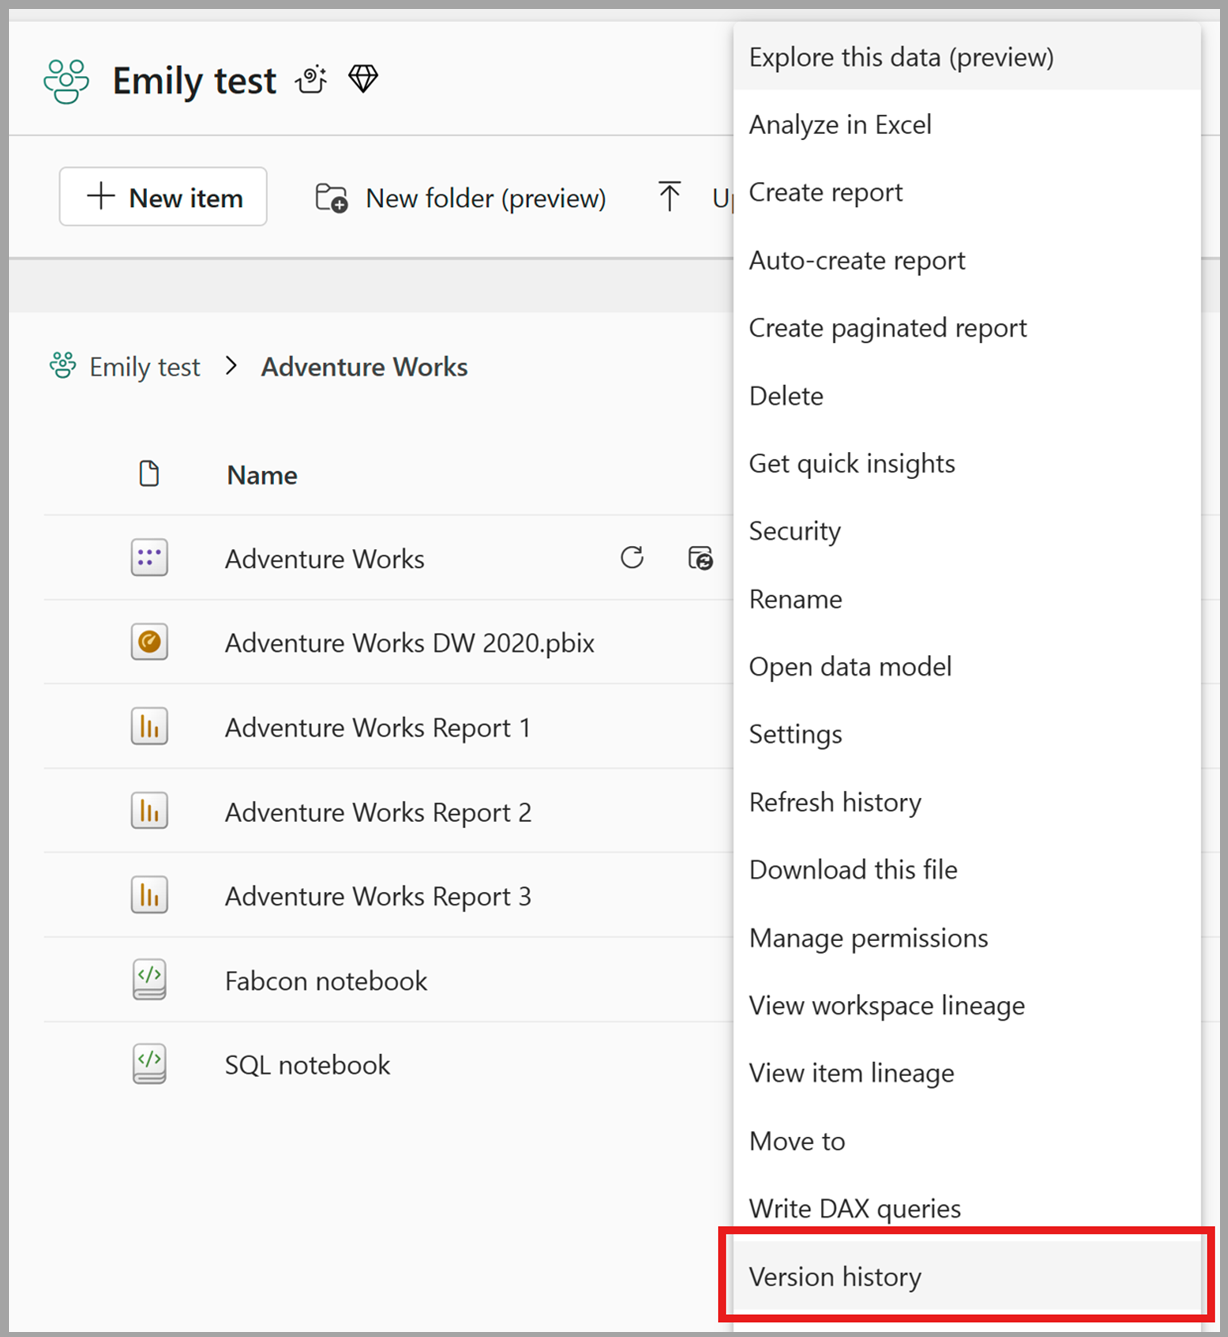 Emily test
New item
New folder (preview)
Up
Emily test > Adventure Works
Name
Adventure Works
Adventure Works DW 2020.pbix
Adventure Works Report 1
Adventure Works Report 2
Adventure Works Report 3
Fabcon notebook
SQL notebook
Explore this data (preview)
Analyze in Excel
Create report
Auto-create report
Create paginated report
Delete
Get quick insights
Security
Rename
Open data model
Settings
Refresh history
Download this file
Manage permissions
View workspace lineage
View item lineage
Move to
Write DAX queries
Version history